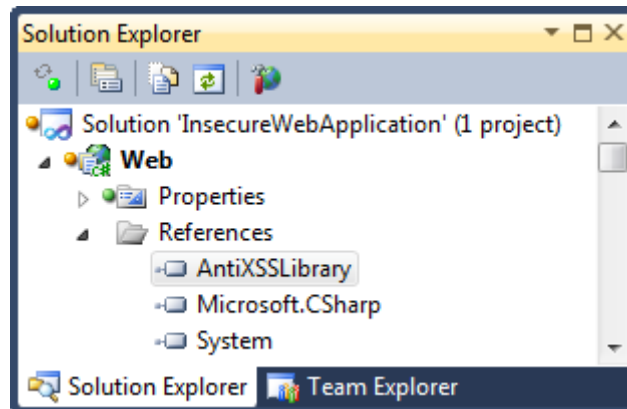 Solution Explorer
Solution 'InsecureWebApplication' (1 project)
Web
Properties
References
AntiXSSLibrary
Microsoft.CSharp
System
Solution Explorer Team Explorer